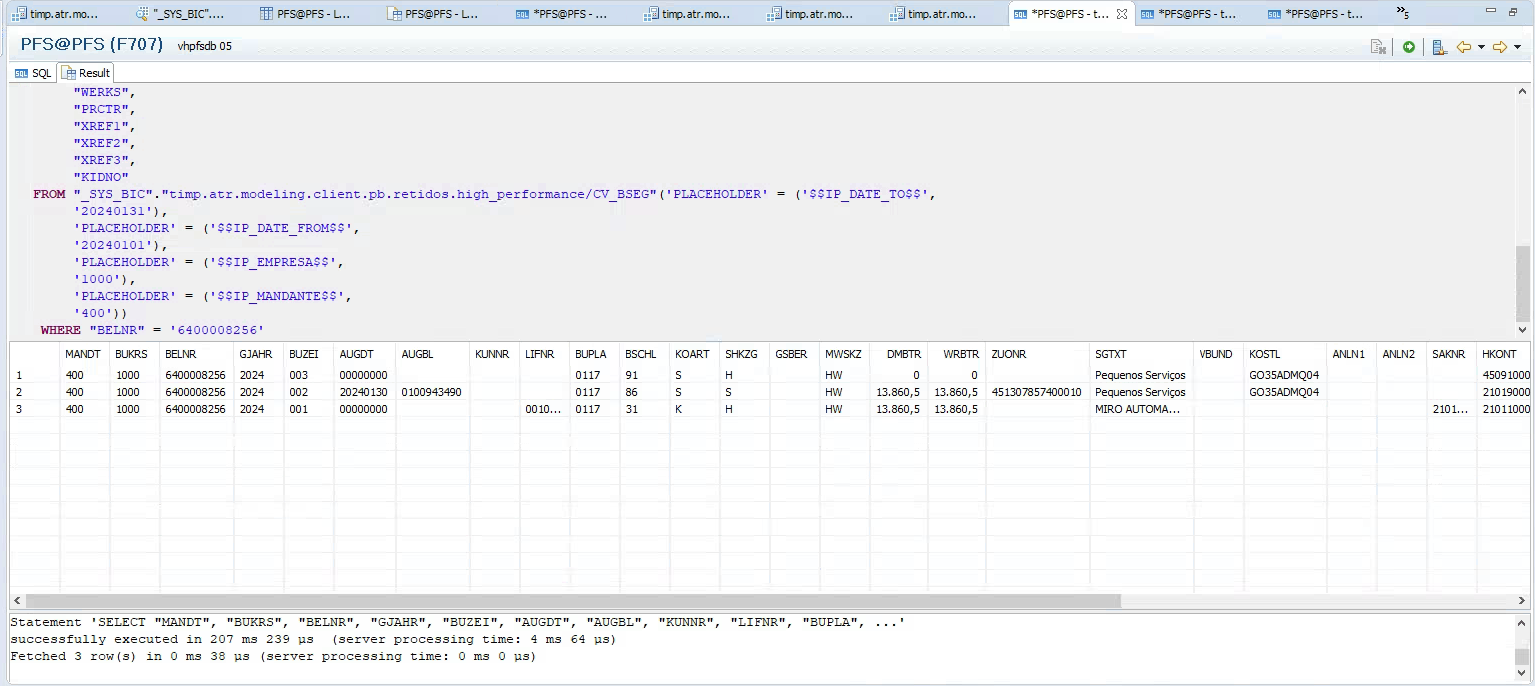 timp.atr.mo... "_SYS_BIC".... PFS@PFS - L... PFS@PFS - L... *PFS@PFS - ... timp.atr.mo... timp.atr.mo... timp.atr.mo... *PFS@PFS - t... *PFS@PFS - t... *PFS@PFS - t... »5
PFS@PFS (F707) vhpfsdb 05
SQL Result
"WERKS",
"PRCTR",
"XREF1",
"XREF2",
"XREF3",
"KIDNO"
FROM "_SYS_BIC"."timp.atr.modeling.client.pb.retidos.high_performance/CV_BSEG"('PLACEHOLDER' = ('$$IP_DATE_TO$$',
'20240131'),
'PLACEHOLDER' = ('$$IP_DATE_FROM$$',
'20240101'),
'PLACEHOLDER' = ('$$IP_EMPRESA$$',
'1000'),
'PLACEHOLDER' = ('$$IP_MANDANTE$$',
'400'))
WHERE "BELNR" = '6400008256'
MANDT BUKRS BELNR GJAHR BUZEI AUGDT AUGBL KUNNR LIFNR BUPLA BSCHL KOART SHKZG GSBER MWSKZ DMBTR WRBTR ZUONR SGTXT VBUND KOSTL ANLN1 ANLN2 SAKNR HKONT
1 400 1000 6400008256 2024 003 00000000 0117 91 S H HW 0 0 Pequenos Serviços GO35ADMQ04 45091000
2 400 1000 6400008256 2024 002 20240130 0100943490 0117 86 S S HW 13.860,5 13.860,5 451307857400010 Pequenos Serviços GO35ADMQ04 21019000
3 400 1000 6400008256 2024 001 00000000 0010... 0117 31 K H HW 13.860,5 13.860,5 MIRO AUTOMA... 2101... 21011000
Statement 'SELECT "MANDT", "BUKRS", "BELNR", "GJAHR", "BUZEI", "AUGDT", "AUGBL", "KUNNR", "LIFNR", "BUPLA", ...'
successfully executed in 207 ms 239 µs (server processing time: 4 ms 64 µs)
Fetched 3 row(s) in 0 ms 38 µs (server processing time: 0 ms 0 µs)